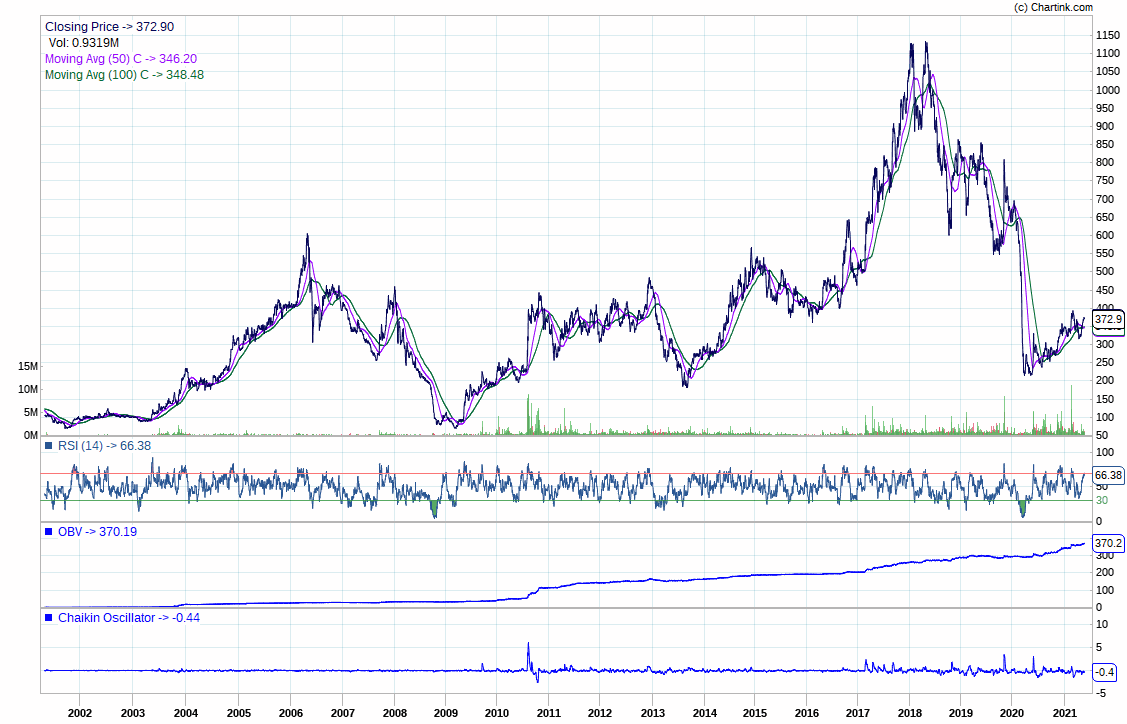 (c) Chartink.com
Closing Price -> 372.90
Vol: 0.9319M
Moving Avg (50) C -> 346.20
Moving Avg (100) C -> 348.48
1150
1100
1050
1000
950
900
850
800
750
700
650
600
550
500
450
400
372.9
300
250
200
150
100
50
15M
10M
5M
0M
RSI (14) -> 66.38
100
66.38
50
30
0
OBV -> 370.19
370.2
300
200
100
0
Chaikin Oscillator -> -0.44
10
5
-0.4
-5
2002 2003 2004 2005 2006 2007 2008 2009 2010 2011 2012 2013 2014 2015 2016 2017 2018 2019 2020 2021